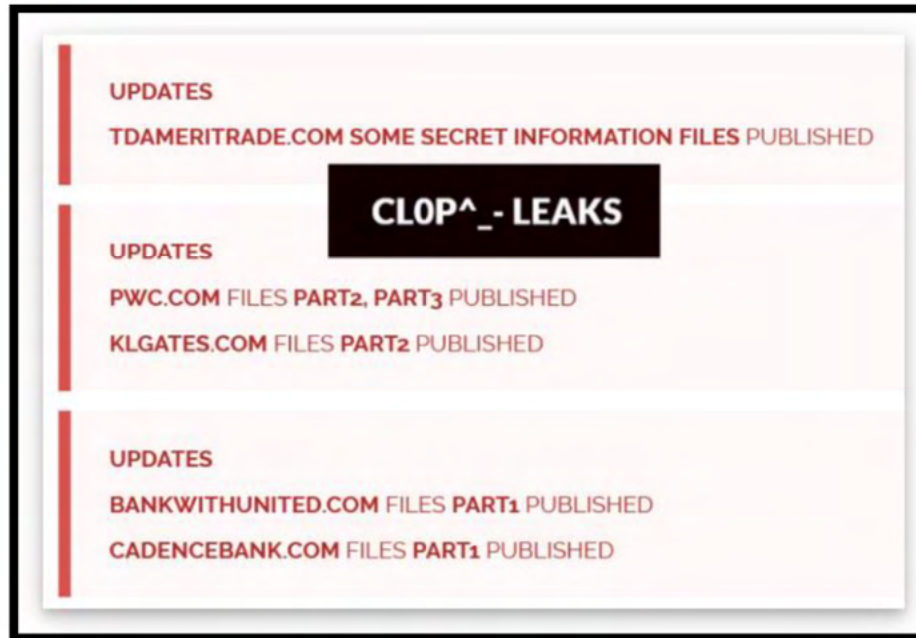 UPDATES
TDAMERITRADE.COM SOME SECRET INFORMATION FILES PUBLISHED
CL0P^_- LEAKS
UPDATES
PWC.COM FILES PART2, PART3 PUBLISHED
KLGATES.COM FILES PART2 PUBLISHED
UPDATES
BANKWITHUNITED.COM FILES PART1 PUBLISHED
CADENCEBANK.COM FILES PART1 PUBLISHED